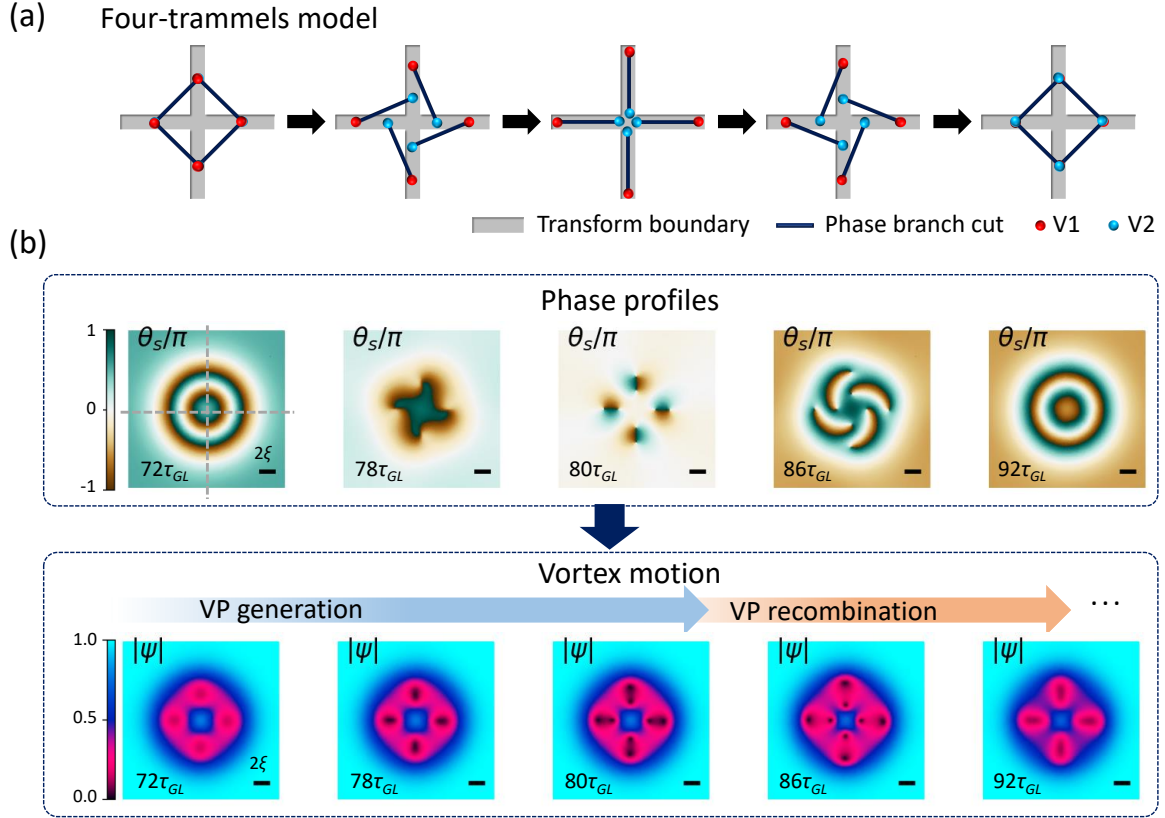 (a) Four-trammels model
Transform boundary Phase branch cut V1 V2
(b)
Phase profiles
1 0 -1
θs/π θs/π θs/π θs/π θs/π
2ξ
72τGL 78τGL 80τGL 86τGL 92τGL
Vortex motion
VP generation VP recombination ...
1.0 0.5 0.0
|ψ| |ψ| |ψ| |ψ| |ψ|
2ξ
72τGL 78τGL 80τGL 86τGL 92τGL